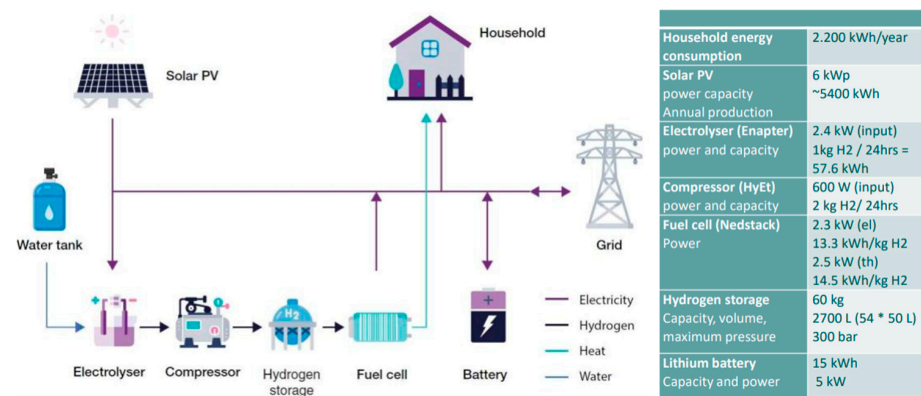 Solar PV
Household
Water tank
Grid
Electrolyser
Compressor
Hydrogen
storage
Fuel cell
Battery
H2
Electricity
Hydrogen
Heat
Water
Household energy 2.200 kWh/year
consumption
Solar PV 6 kWp
power capacity ~5400 kWh
Annual production
Electrolyser (Enapter) 2.4 kW (input)
power and capacity 1kg H2 / 24hrs =
57.6 kWh
Compressor (HyEt) 600 W (input)
power and capacity 2 kg H2/ 24hrs
Fuel cell (Nedstack) 2.3 kW (el)
Power 13.3 kWh/kg H2
2.5 kW (th)
14.5 kWh/kg H2
Hydrogen storage 60 kg
Capacity, volume, 2700 L (54 * 50 L)
maximum pressure 300 bar
Lithium battery 15 kWh
Capacity and power 5 kW